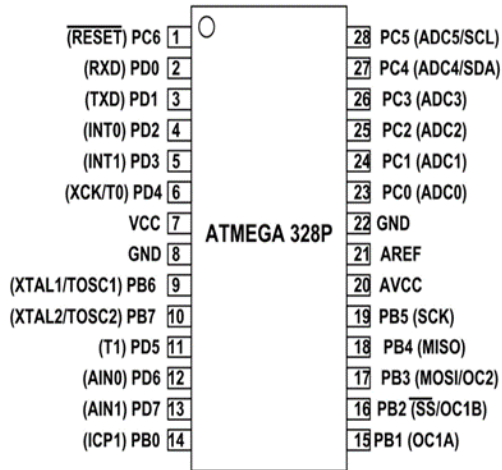 (RESET) PC6 1
(RXD) PD0 2
(TXD) PD1 3
(INT0) PD2 4
(INT1) PD3 5
(XCK/T0) PD4 6
VCC 7
GND 8
(XTAL1/TOSC1) PB6 9
(XTAL2/TOSC2) PB7 10
(T1) PD5 11
(AIN0) PD6 12
(AIN1) PD7 13
(ICP1) PB0 14
ATMEGA 328P
28 PC5 (ADC5/SCL)
27 PC4 (ADC4/SDA)
26 PC3 (ADC3)
25 PC2 (ADC2)
24 PC1 (ADC1)
23 PC0 (ADC0)
22 GND
21 AREF
20 AVCC
19 PB5 (SCK)
18 PB4 (MISO)
17 PB3 (MOSI/OC2)
16 PB2 (SS/OC1B)
15 PB1 (OC1A)